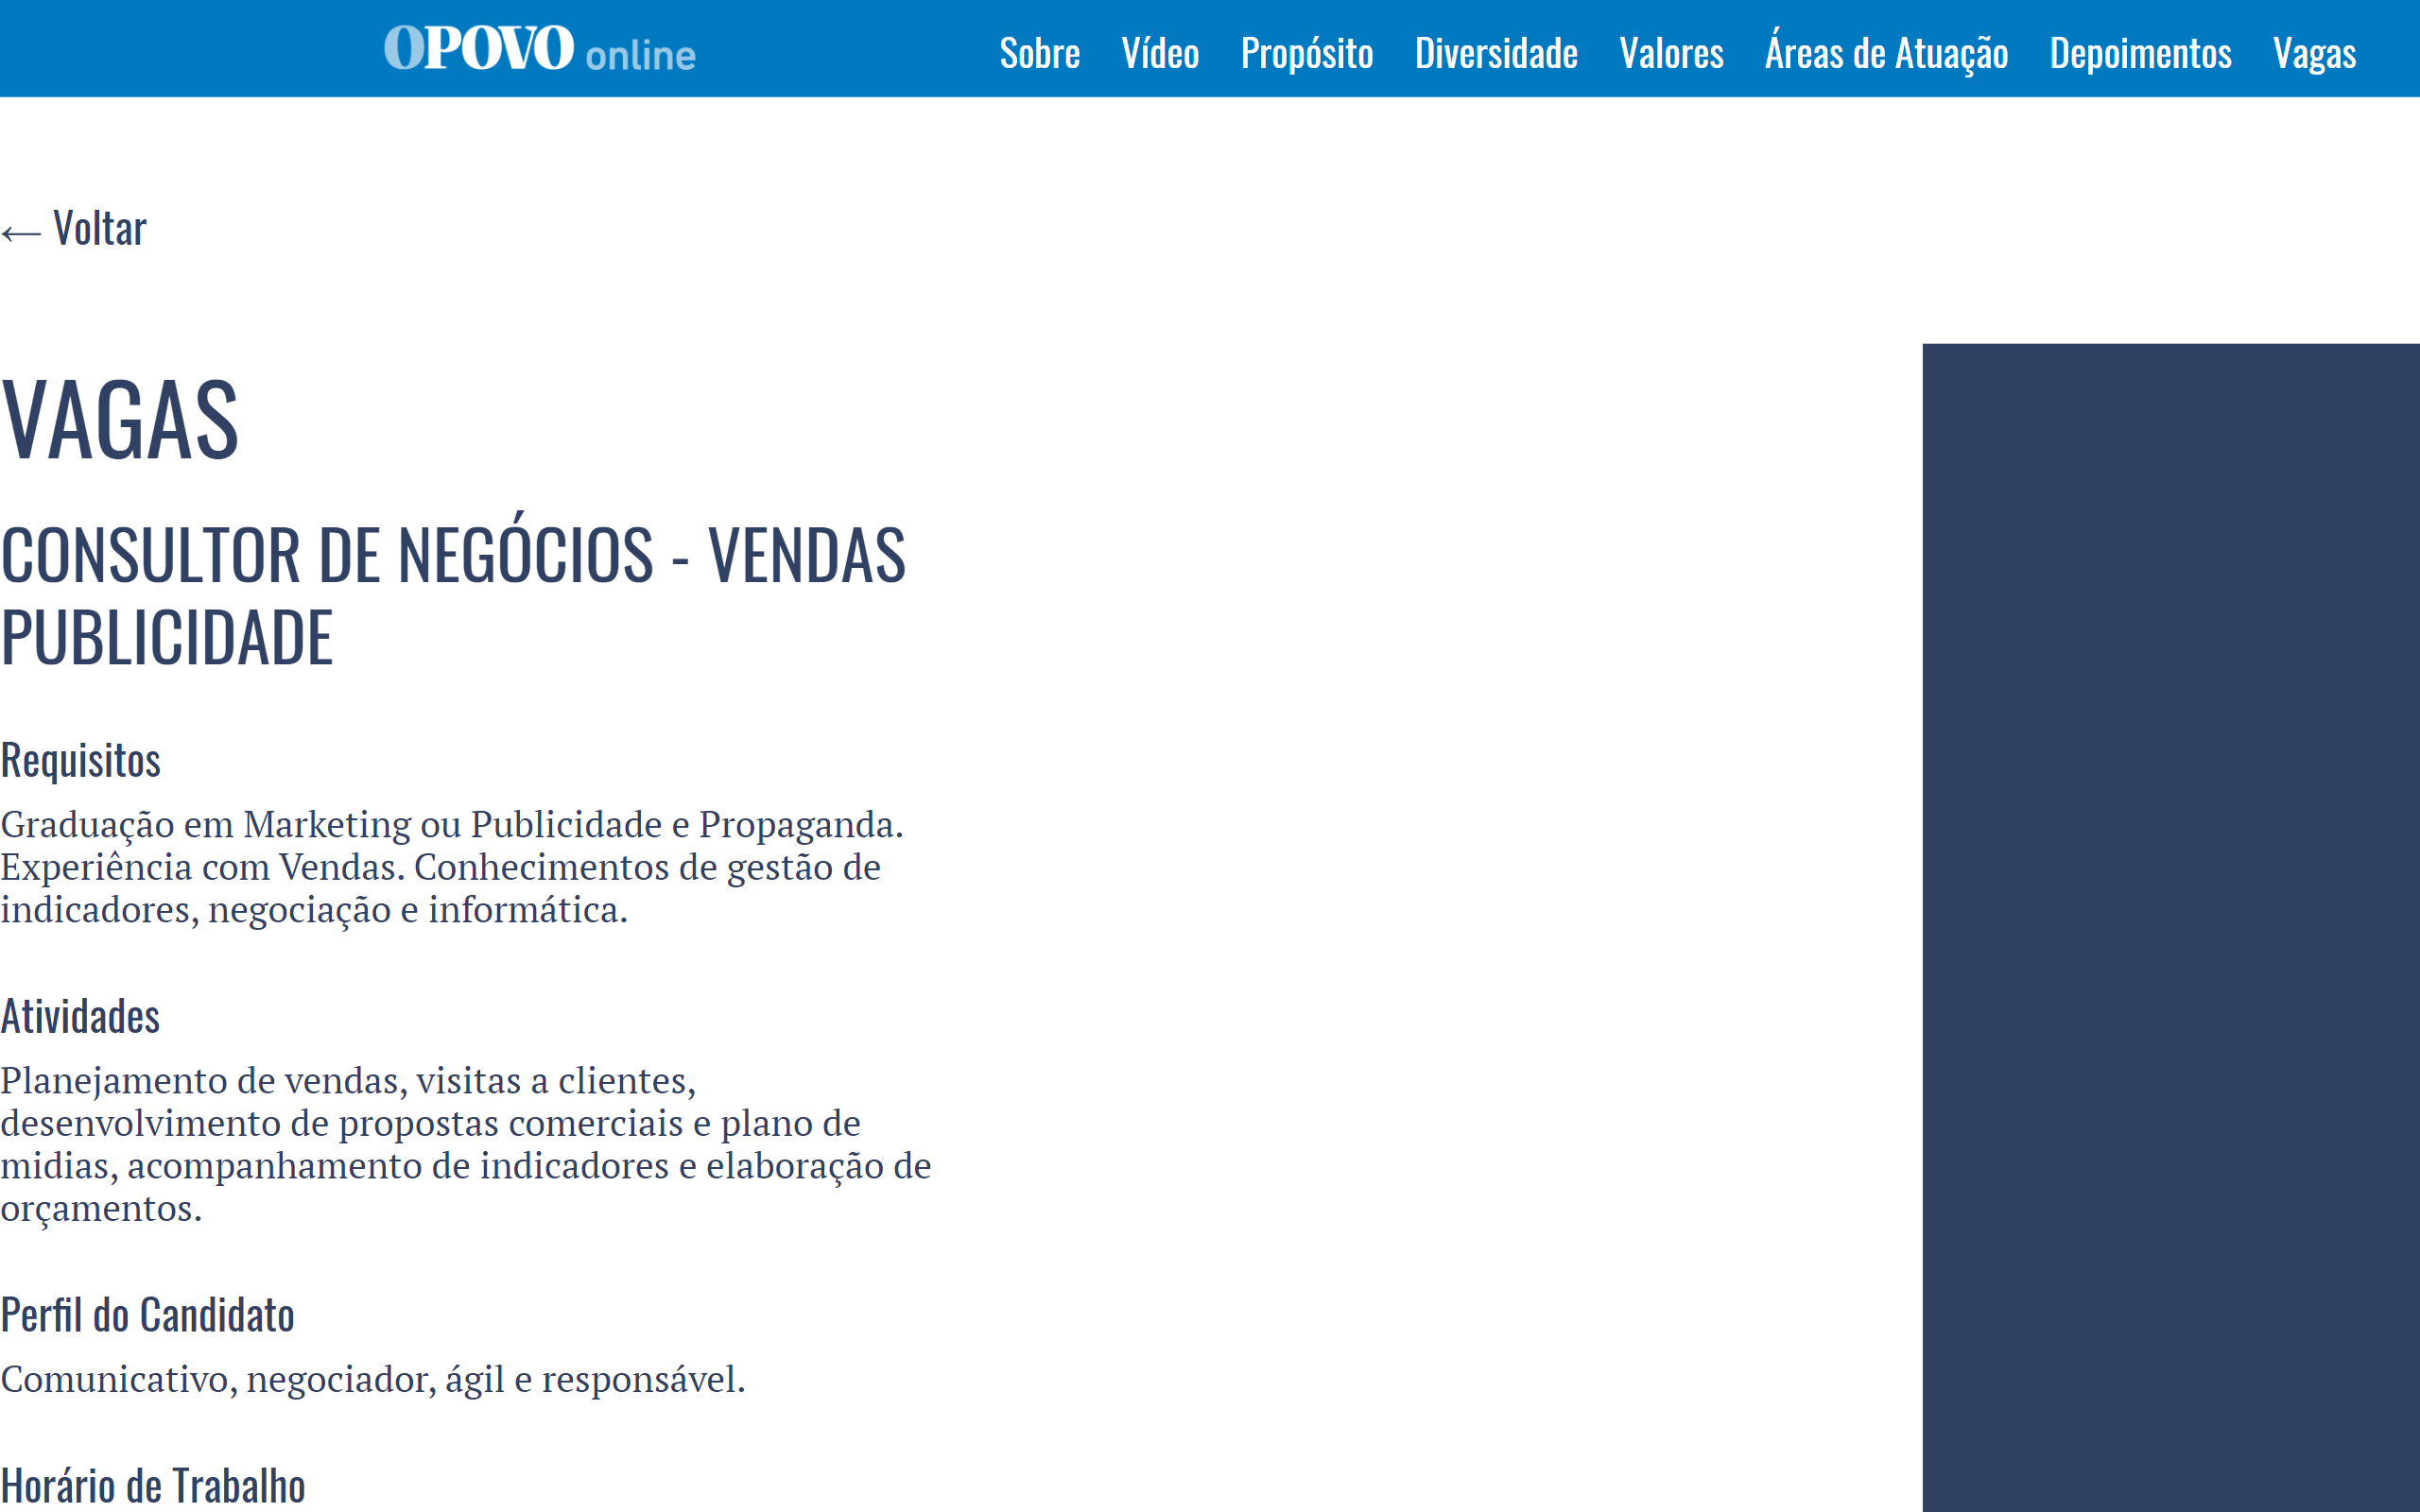 OPOVO online
Sobre Vídeo Propósito Diversidade Valores Áreas de Atuação Depoimentos Vagas
← Voltar
VAGAS
CONSULTOR DE NEGÓCIOS - VENDAS
PUBLICIDADE
Requisitos
Graduação em Marketing ou Publicidade e Propaganda.
Experiência com Vendas. Conhecimentos de gestão de
indicadores, negociação e informática.
Atividades
Planejamento de vendas, visitas a clientes,
desenvolvimento de propostas comerciais e plano de
midias, acompanhamento de indicadores e elaboração de
orçamentos.
Perfil do Candidato
Comunicativo, negociador, ágil e responsável.
Horário de Trabalho